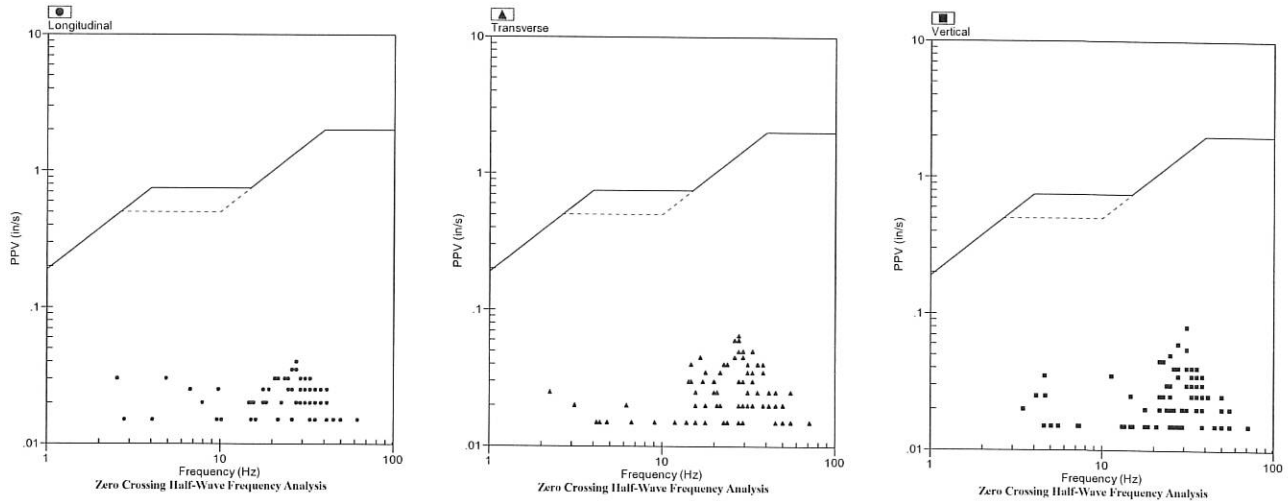 Longitudinal
10
1
.1
.01
PPV (in/s)
1 10 100
Frequency (Hz)
Zero Crossing Half-Wave Frequency Analysis
Transverse
10
1
.1
.01
PPV (in/s)
1 10 100
Frequency (Hz)
Zero Crossing Half-Wave Frequency Analysis
Vertical
10
1
.1
.01
PPV (in/s)
1 10 100
Frequency (Hz)
Zero Crossing Half-Wave Frequency Analysis